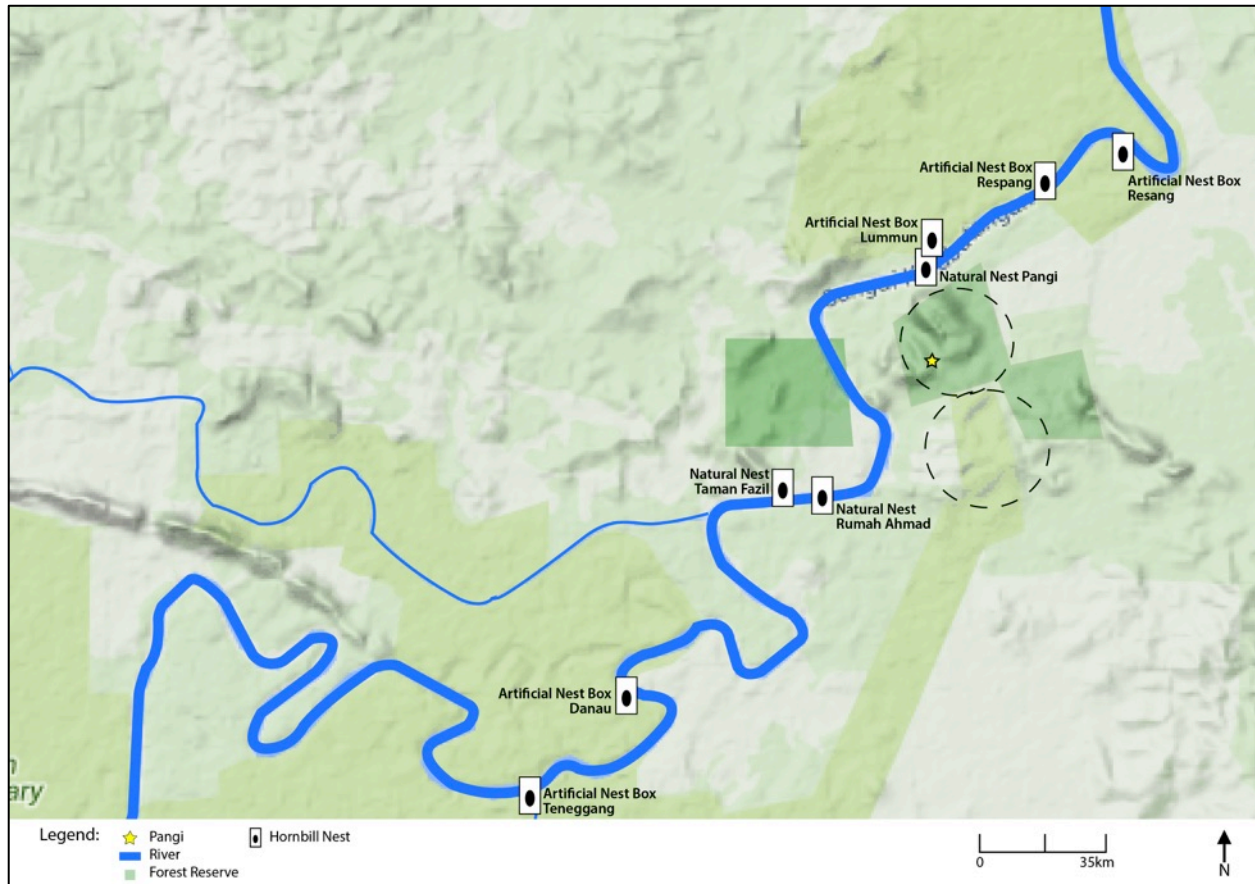 Artificial Nest Box
Respang
Artificial Nest Box
Resang
Artificial Nest Box
Lummun
Natural Nest Pangi
Natural Nest
Taman Fazil
Natural Nest
Rumah Ahmad
Artificial Nest Box
Danau
Artificial Nest Box
Teneggang
ary
Legend:
Pangi
Hornbill Nest
River
Forest Reserve
0
35km
N